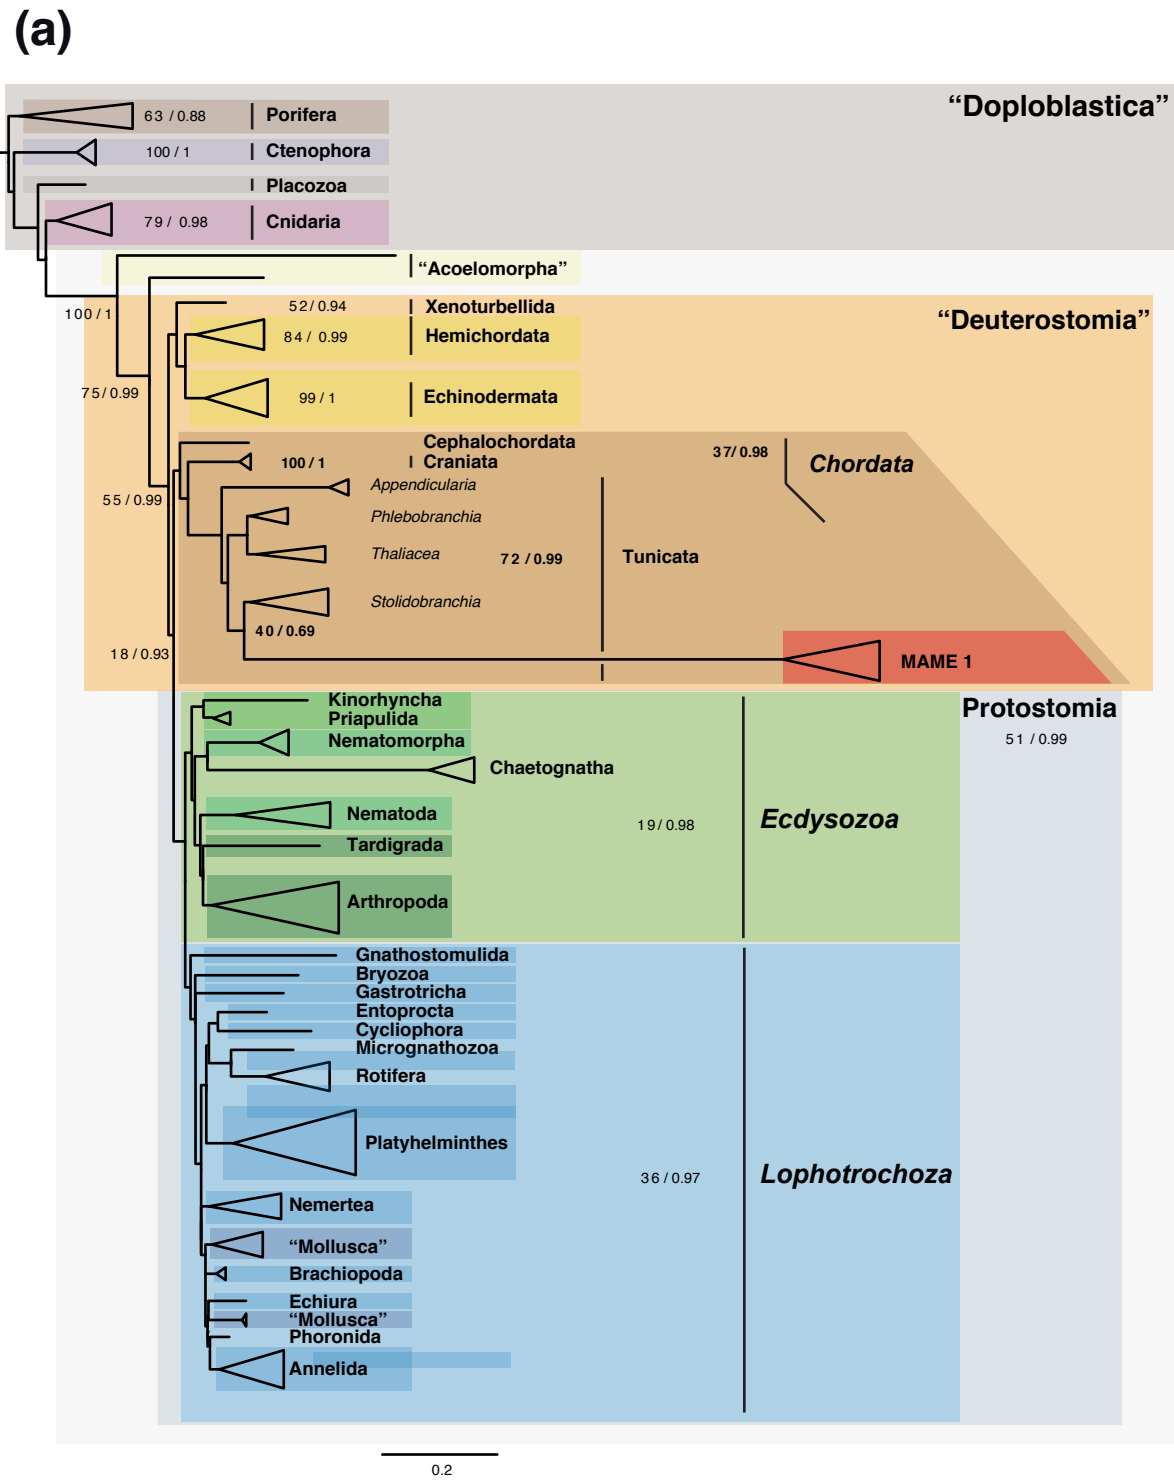 (a)
“Doploblastica”
63 / 0.88 Porifera
100 / 1 Ctenophora
Placozoa
79 / 0.98 Cnidaria
“Acoelomorpha”
52 / 0.94 Xenoturbellida
100 / 1
“Deuterostomia”
84 / 0.99 Hemichordata
75 / 0.99
99 / 1 Echinodermata
Cephalochordata
37/ 0.98 Chordata
100 / 1 Craniata
Appendicularia
55 / 0.99
Phlebobranchia
Thaliacea 72 / 0.99 Tunicata
Stolidobranchia
40 / 0.69
18 / 0.93
MAME 1
Kinorhyncha
Protostomia
Priapulida
Nematomorpha
51 / 0.99
Chaetognatha
Nematoda
19 / 0.98 Ecdysozoa
Tardigrada
Arthropoda
Gnathostomulida
Bryozoa
Gastrotricha
Entoprocta
Cycliophora
Micrognathozoa
Rotifera
Platyhelminthes
36 / 0.97 Lophotrochoza
Nemertea
“Mollusca”
Brachiopoda
Echiura
“Mollusca”
Phoronida
Annelida
0.2